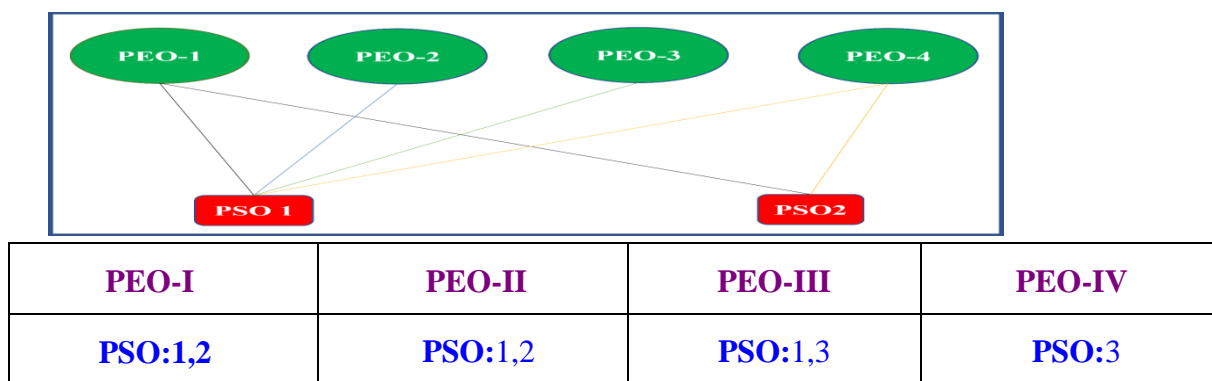 PEO-1 PEO-2 PEO-3 PEO-4
PSO 1 PSO2
PEO-I PEO-II PEO-III PEO-IV
PSO:1,2 PSO:1,2 PSO:1,3 PSO:3